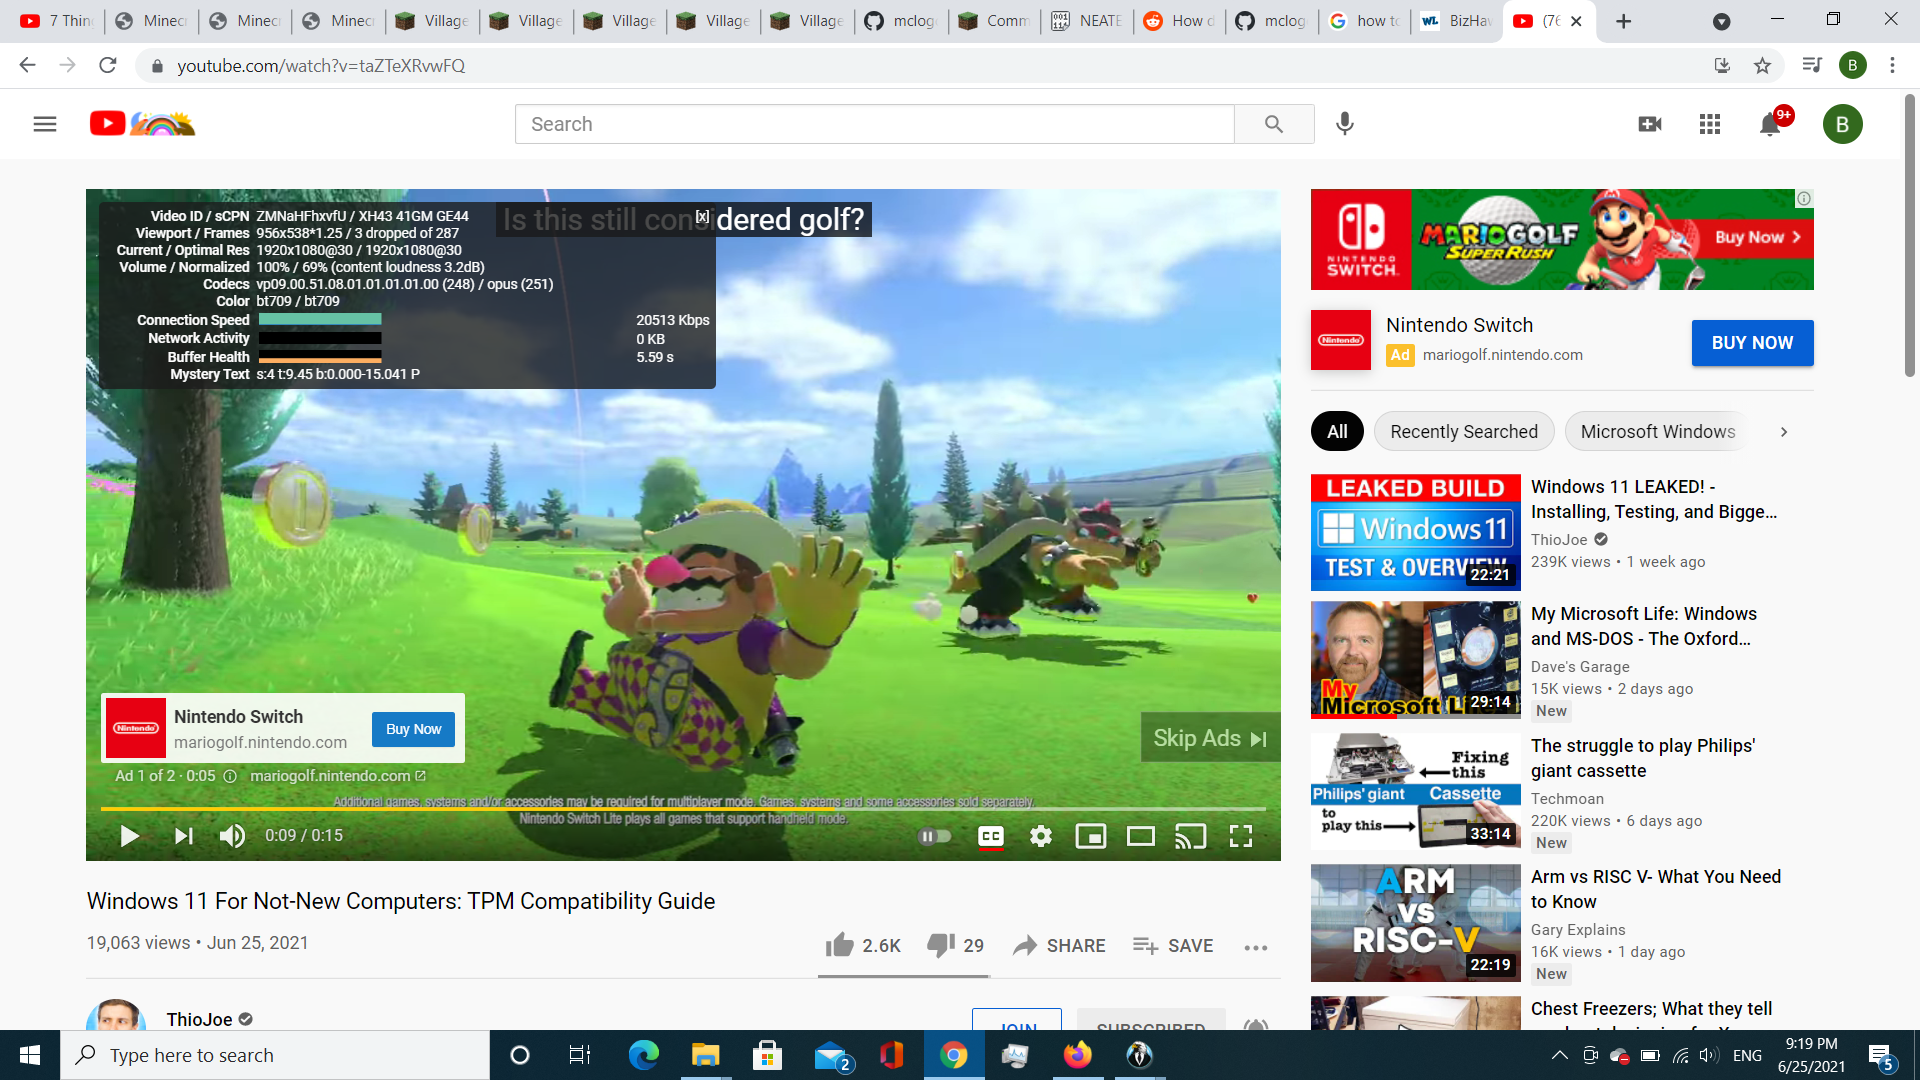 7 Thing
Minecr
Minecr
Minecr
Village
Village
Village
Village
Village
mclog
Comm
NEATE
How d
mclog
how to
BizHaw
(76
youtube.com/watch?v=taZTeXRvwFQ
B
Search
9+
B
Video ID / sCPN ZMNaHFhxvfU / XH43 41GM GE44
Viewport / Frames 956x538*1.25 / 3 dropped of 287
Current / Optimal Res 1920x1080@30 / 1920x1080@30
Volume / Normalized 100% / 69% (content loudness 3.2dB)
Codecs vp09.00.51.08.01.01.01.01.00 (248) / opus (251)
Color bt709 / bt709
Connection Speed 20513 Kbps
Network Activity 0 KB
Buffer Health 5.59 s
Mystery Text s:4 t:9.45 b:0.000-15.041 P
[x]
Is this still considered golf?
Nintendo Switch
mariogolf.nintendo.com
Buy Now
Nintendo
Skip Ads
Ad 1 of 2 · 0:05 mariogolf.nintendo.com
Additional games, systems and/or accessories may be required for multiplayer mode. Games, systems and some accessories sold separately.
Nintendo Switch Lite plays all games that support handheld mode.
0:09 / 0:15
CC
Windows 11 For Not-New Computers: TPM Compatibility Guide
19,063 views • Jun 25, 2021
2.6K
29
SHARE
SAVE
ThioJoe
JOIN
SUBSCRIBED
NINTENDO
SWITCH
MARIO GOLF
SUPER RUSH
Buy Now
Nintendo
Nintendo Switch
Ad mariogolf.nintendo.com
BUY NOW
All
Recently Searched
Microsoft Windows
LEAKED BUILD
Windows 11
TEST & OVERVIEW
22:21
Windows 11 LEAKED! -
Installing, Testing, and Bigge...
ThioJoe
239K views • 1 week ago
My
Microsoft Life
29:14
My Microsoft Life: Windows
and MS-DOS - The Oxford...
Dave's Garage
15K views • 2 days ago
New
Fixing
this
Philips' giant Cassette
to
play this
33:14
The struggle to play Philips'
giant cassette
Techmoan
220K views • 6 days ago
New
ARM
VS
RISC-V
22:19
Arm vs RISC V- What You Need
to Know
Gary Explains
16K views • 1 day ago
New
Chest Freezers; What they tell
Type here to search
2
ENG
9:19 PM
6/25/2021
5